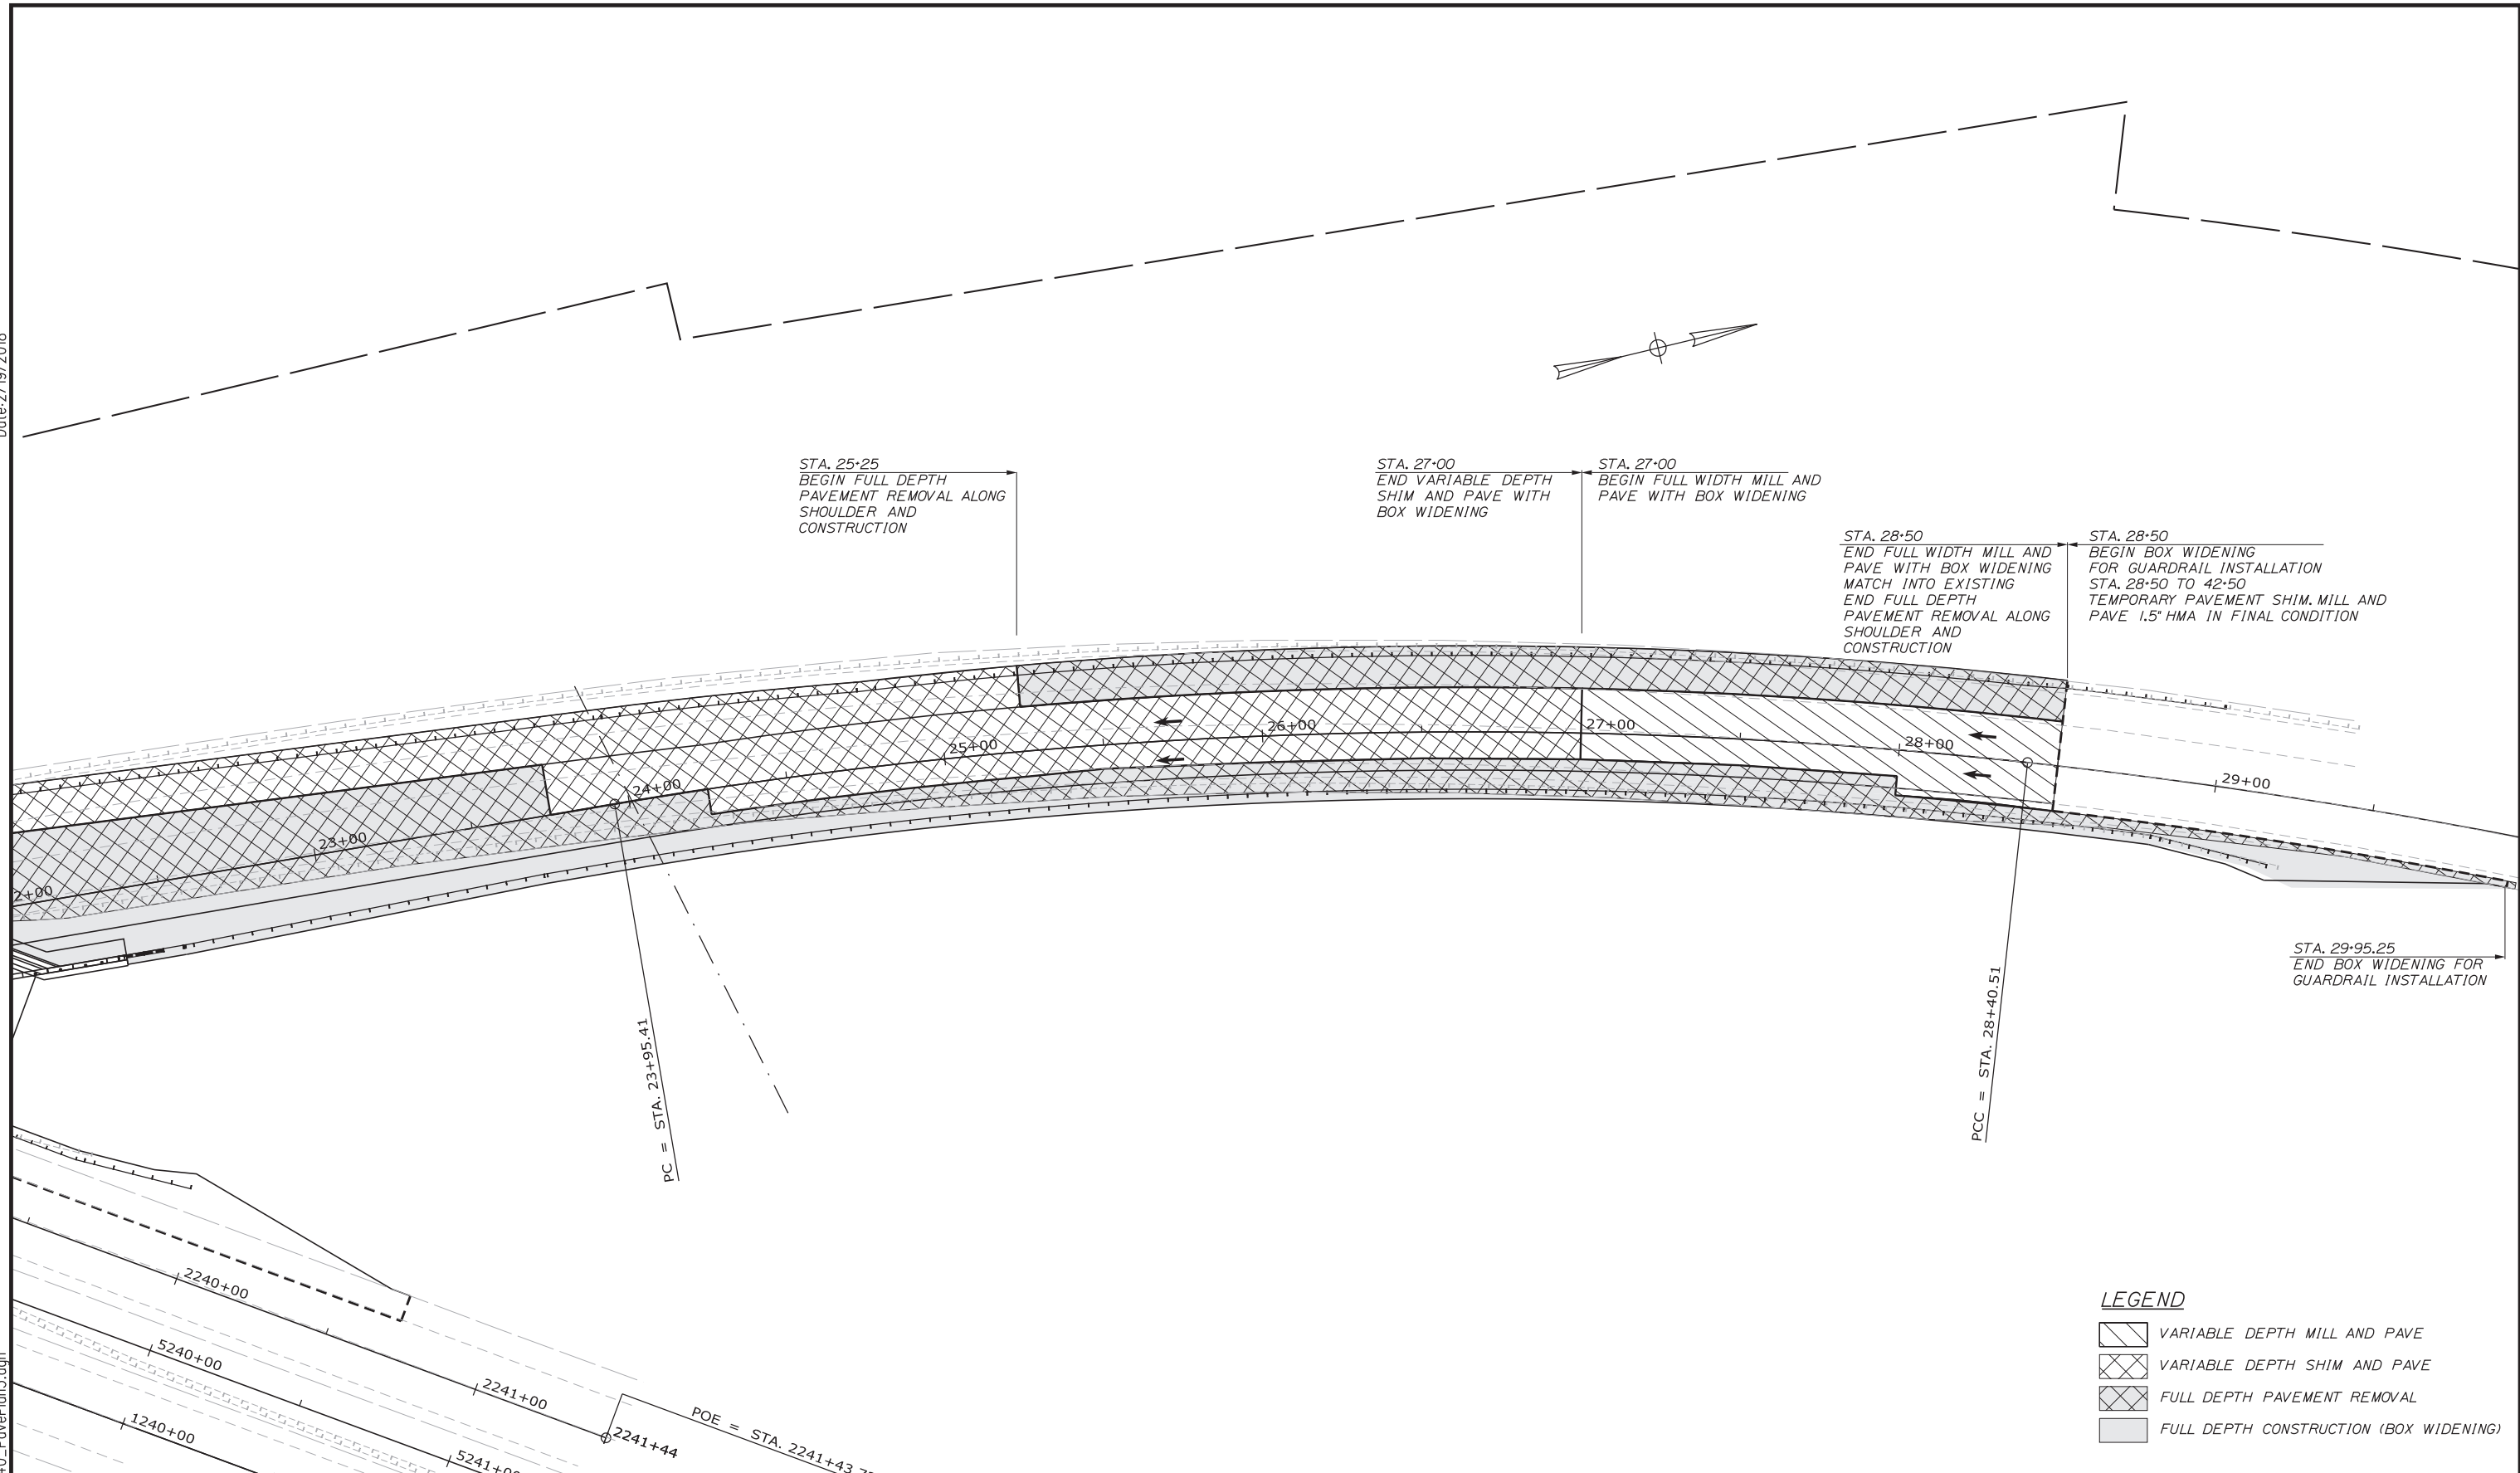 STA. 25+25
BEGIN FULL DEPTH
PAVEMENT REMOVAL ALONG
SHOULDER AND
CONSTRUCTION
STA. 27+00
END VARIABLE DEPTH
SHIM AND PAVE WITH
BOX WIDENING
STA. 27+00
BEGIN FULL WIDTH MILL AND
PAVE WITH BOX WIDENING
STA. 28+50
END FULL WIDTH MILL AND
PAVE WITH BOX WIDENING
MATCH INTO EXISTING
END FULL DEPTH
PAVEMENT REMOVAL ALONG
SHOULDER AND
CONSTRUCTION
STA. 28+50
BEGIN BOX WIDENING
FOR GUARDRAIL INSTALLATION
STA. 28+50 TO 42+50
TEMPORARY PAVEMENT SHIM. MILL AND
PAVE 1.5" HMA IN FINAL CONDITION
2+00
23+00
24+00
25+00
26+00
27+00
28+00
29+00
STA. 29+95.25
END BOX WIDENING FOR
GUARDRAIL INSTALLATION
PC = STA. 23+95.41
PCC = STA. 28+40.51
2240+00
5240+00
1240+00
2241+00
5241+00
2241+44
POE = STA. 2241+43.7
LEGEND
VARIABLE DEPTH MILL AND PAVE
VARIABLE DEPTH SHIM AND PAVE
FULL DEPTH PAVEMENT REMOVAL
FULL DEPTH CONSTRUCTION (BOX WIDENING)